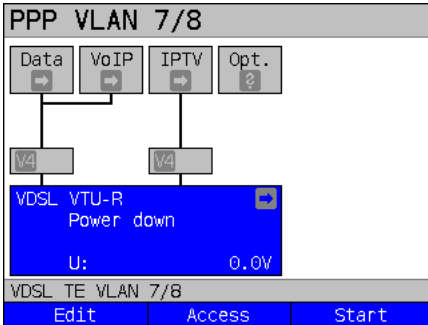 PPP VLAN 7/8
Data VoIP IPTV Opt.
?
V4 V4
VDSL VTU-R
Power down
U: 0.0V
VDSL TE VLAN 7/8
Edit Access Start